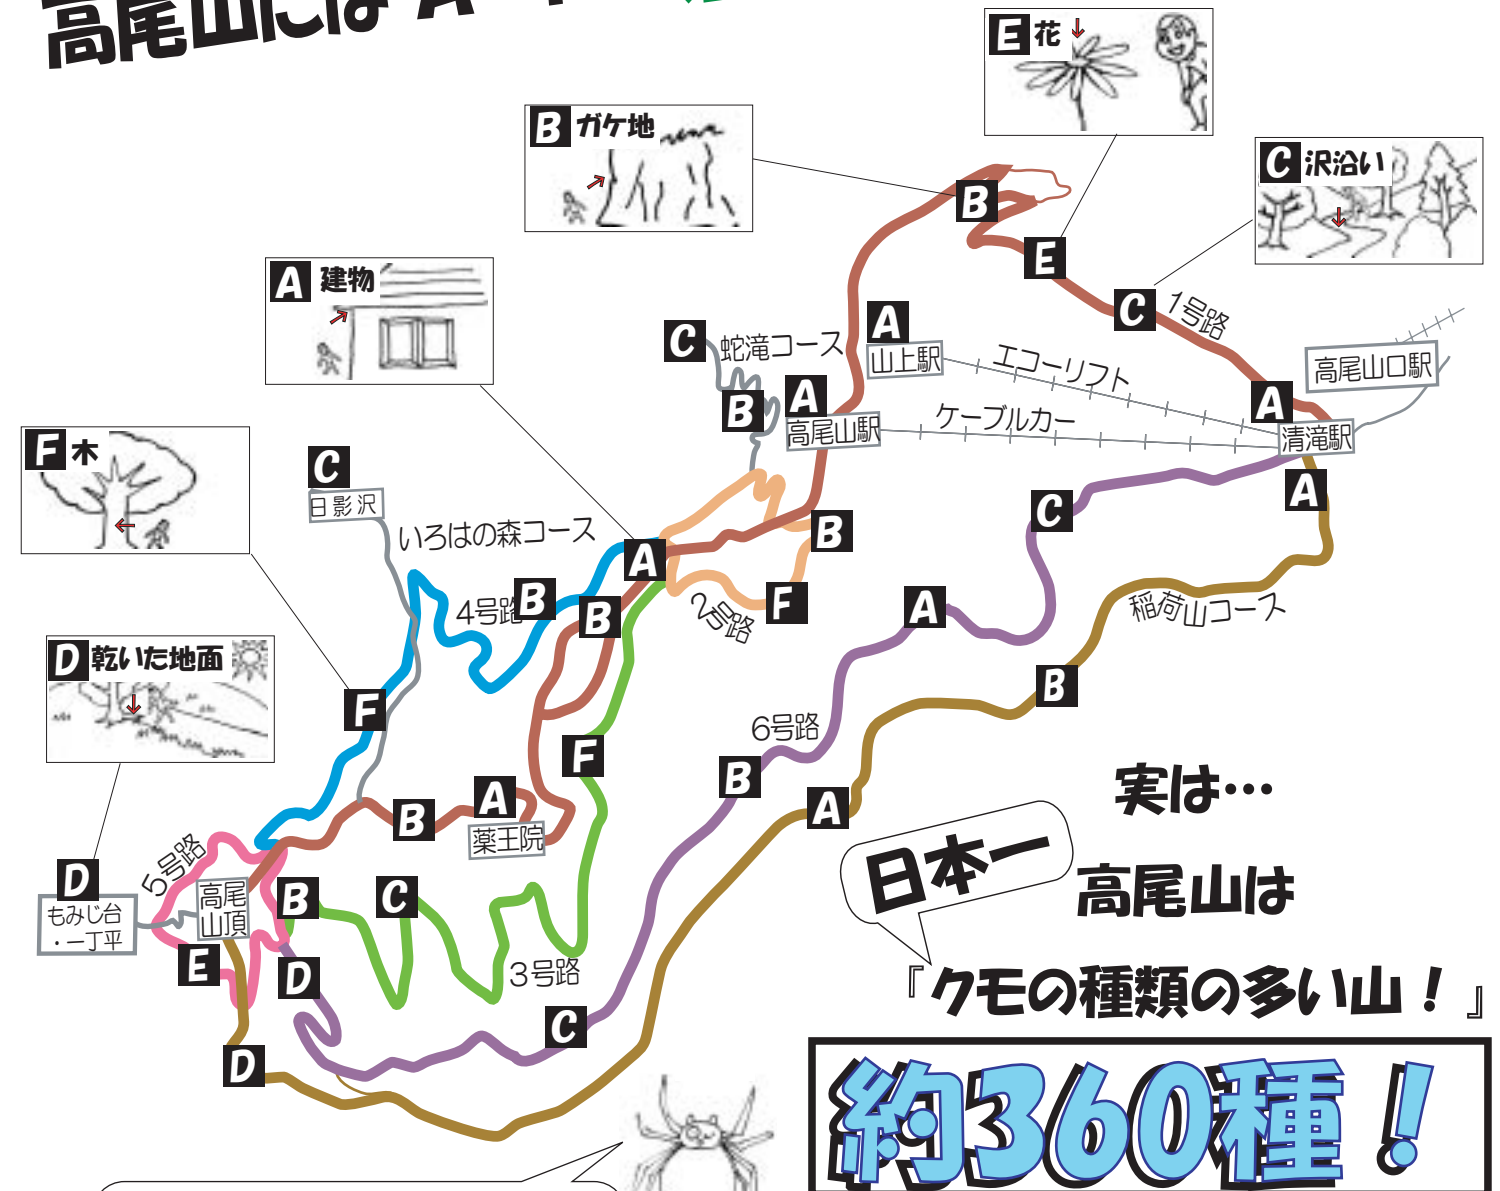 高尾山には A
E 花
B ガケ地
C 沢沿い
A 建物
B
E
C
1号路
A
山上駅
エコーリフト
高尾山口駅
C
蛇滝コース
B
A
高尾山駅
ケーブルカー
A
清滝駅
F 木
C
日影沢
いろはの森コース
A
B
C
A
4号路
B
B
2号路
F
A
稲荷山コース
D 乾いた地面
F
F
6号路
B
B
A
B
A
薬王院
5号路
D
もみじ台
・一丁平
高尾
山頂
B
C
E
D
3号路
C
D
実は…
日本一
高尾山は
『クモの種類の多い山!』
約360種!